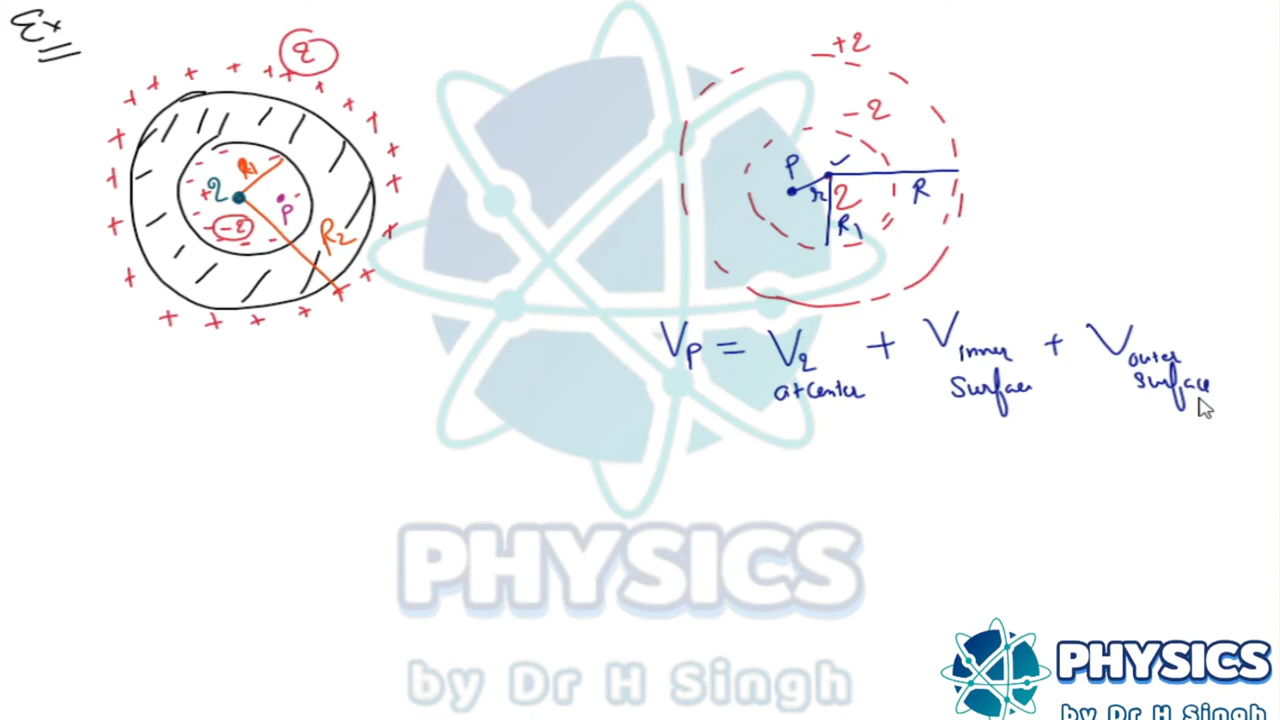 Ex
q
+q
-q
q R1 P
-q
R2
P
r q R
R1
Vp = Vq + Vinner + Vouter
at center surface surface
PHYSICS
by Dr H Singh
PHYSICS
by Dr H Singh